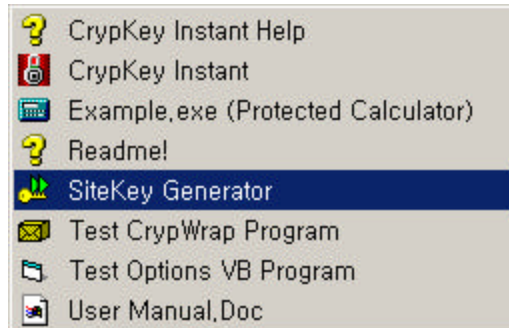 CrypKey Instant Help
CrypKey Instant
Example.exe (Protected Calculator)
Readme!
SiteKey Generator
Test CrypWrap Program
Test Options VB Program
User Manual.Doc